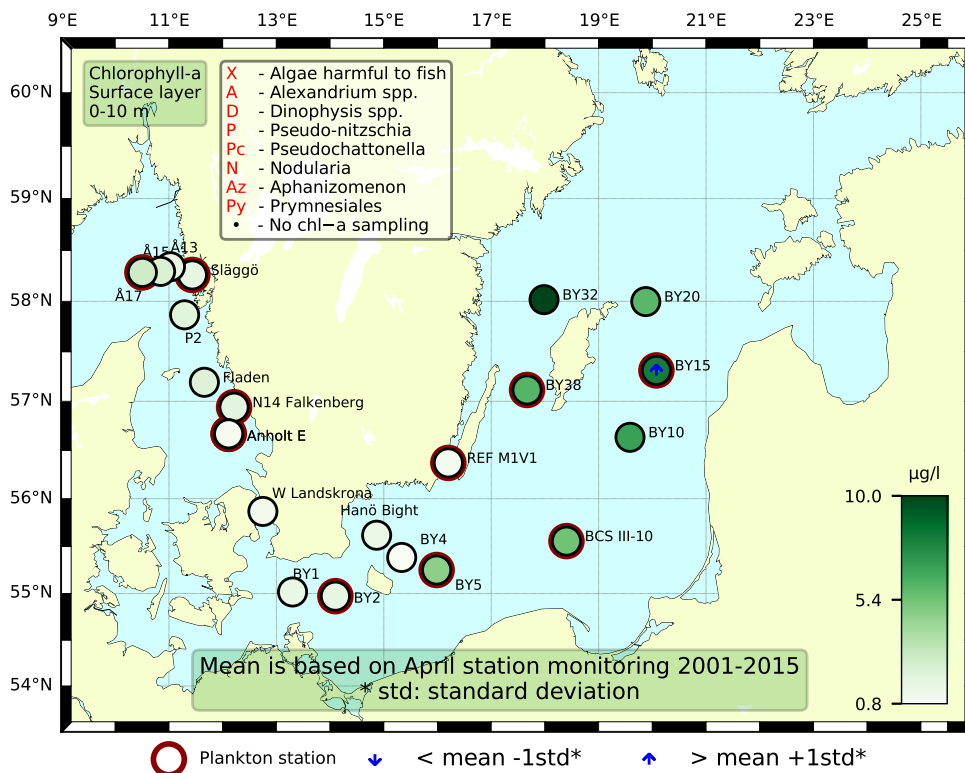 9°E 11°E 13°E 15°E 17°E 19°E 21°E 23°E 25°E
Chlorophyll-a
Surface layer
0-10 m
X - Algae harmful to fish
A - Alexandrium spp.
D - Dinophysis spp.
P - Pseudo-nitzschia
Pc - Pseudochattonella
N - Nodularia
Az - Aphanizomenon
Py - Prymnesiales
• - No chl−a sampling
60°N
59°N
58°N
57°N
56°N
55°N
54°N
Å15
Å13
Släggö
Å17
P2
Fladen
N14 Falkenberg
Anholt E
W Landskrona
Hanö Bight
BY4
BY1
BY2
BY5
REF M1V1
BY32
BY20
BY15
BY38
BY10
BCS III-10
µg/l
10.0
5.4
0.8
Mean is based on April station monitoring 2001-2015
* std: standard deviation
Plankton station
< mean -1std*
> mean +1std*